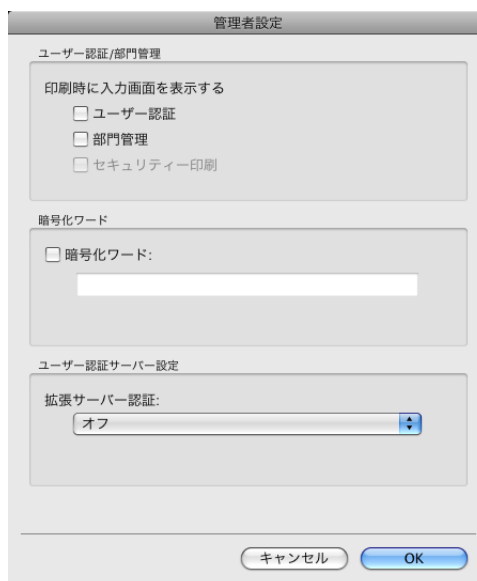 管理者設定
ユーザー認証/部門管理
印刷時に入力画面を表示する
ユーザー認証
部門管理
セキュリティー印刷
暗号化ワード
暗号化ワード:
ユーザー認証サーバー設定
拡張サーバー認証:
オフ
キャンセル OK